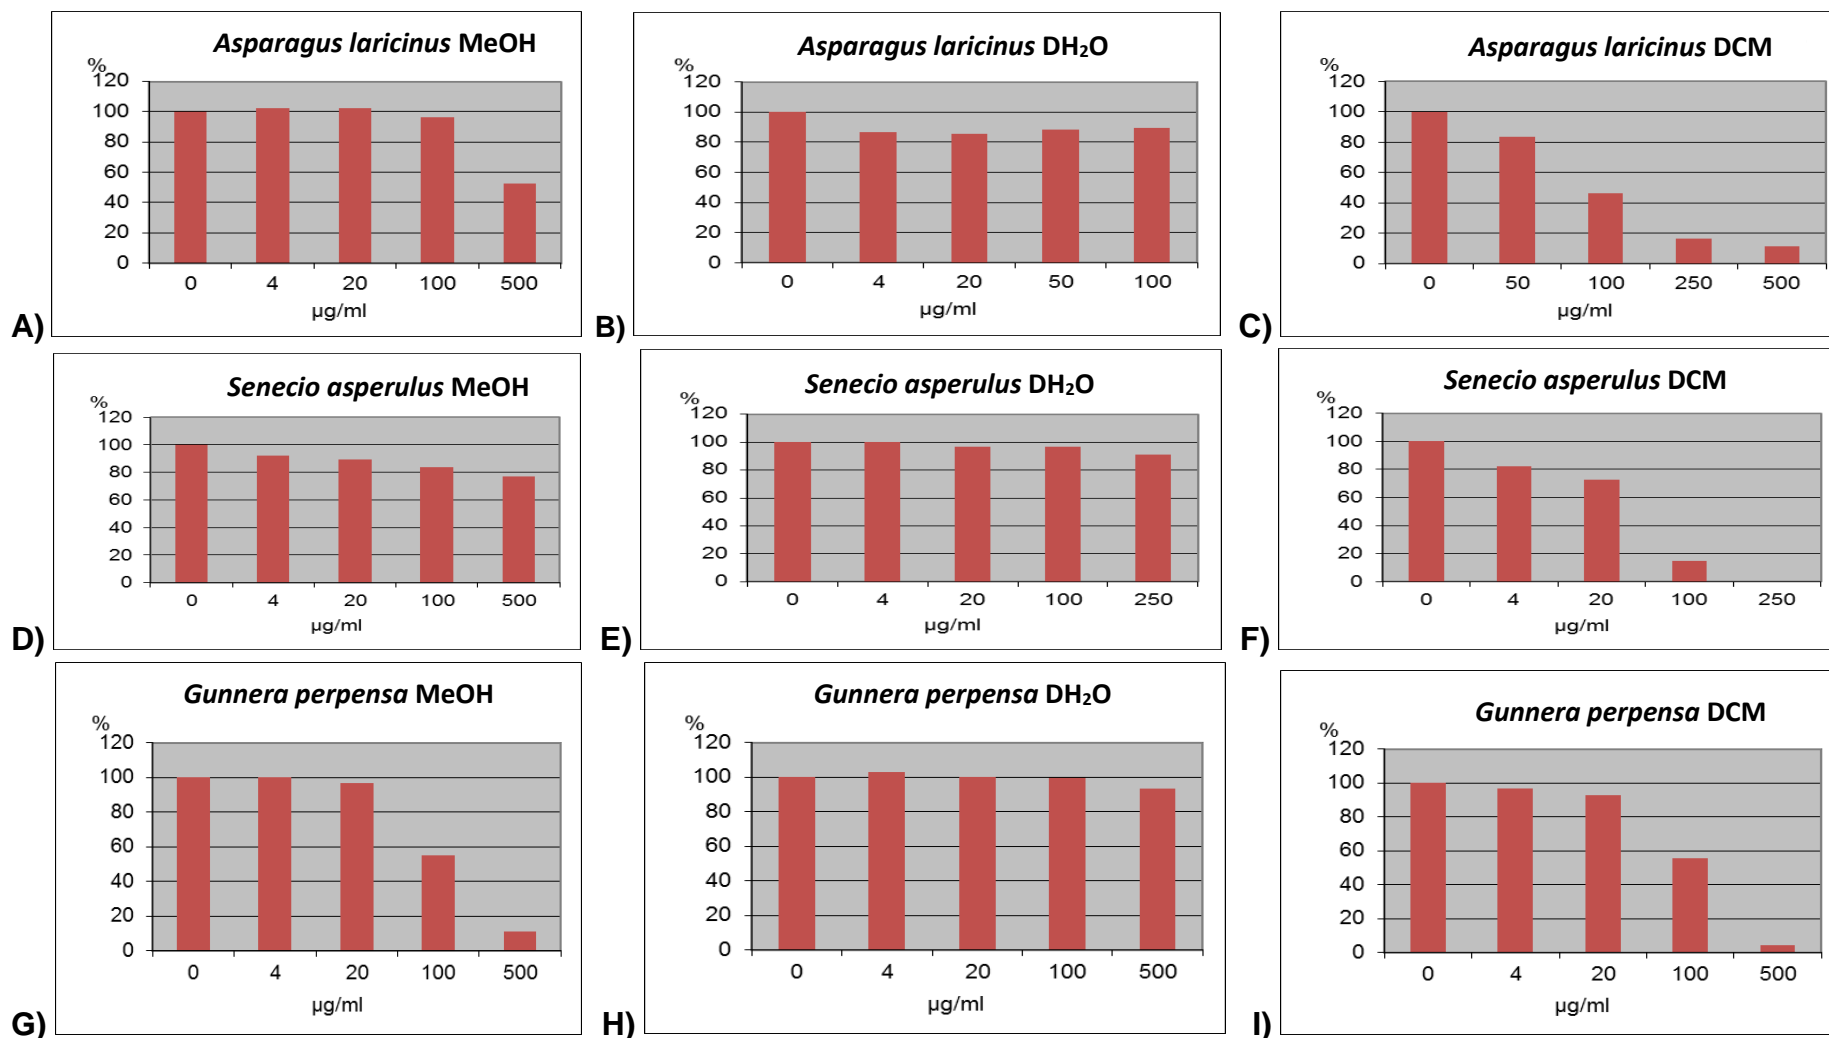 Asparagus laricinus MeOH
%
120
100
80
60
40
20
0
0 4 20 100 500
µg/ml
A)
Asparagus laricinus DH₂O
%
120
100
80
60
40
20
0
0 4 20 50 100
µg/ml
B)
Asparagus laricinus DCM
%
120
100
80
60
40
20
0
0 50 100 250 500
µg/ml
C)
Senecio asperulus MeOH
%
120
100
80
60
40
20
0
0 4 20 100 500
µg/ml
D)
Senecio asperulus DH₂O
%
120
100
80
60
40
20
0
0 4 20 100 250
µg/ml
E)
Senecio asperulus DCM
%
120
100
80
60
40
20
0
0 4 20 100 250
µg/ml
F)
Gunnera perpensa MeOH
%
120
100
80
60
40
20
0
0 4 20 100 500
µg/ml
G)
Gunnera perpensa DH₂O
%
120
100
80
60
40
20
0
0 4 20 100 500
µg/ml
H)
Gunnera perpensa DCM
%
120
100
80
60
40
20
0
0 4 20 100 500
µg/ml
I)